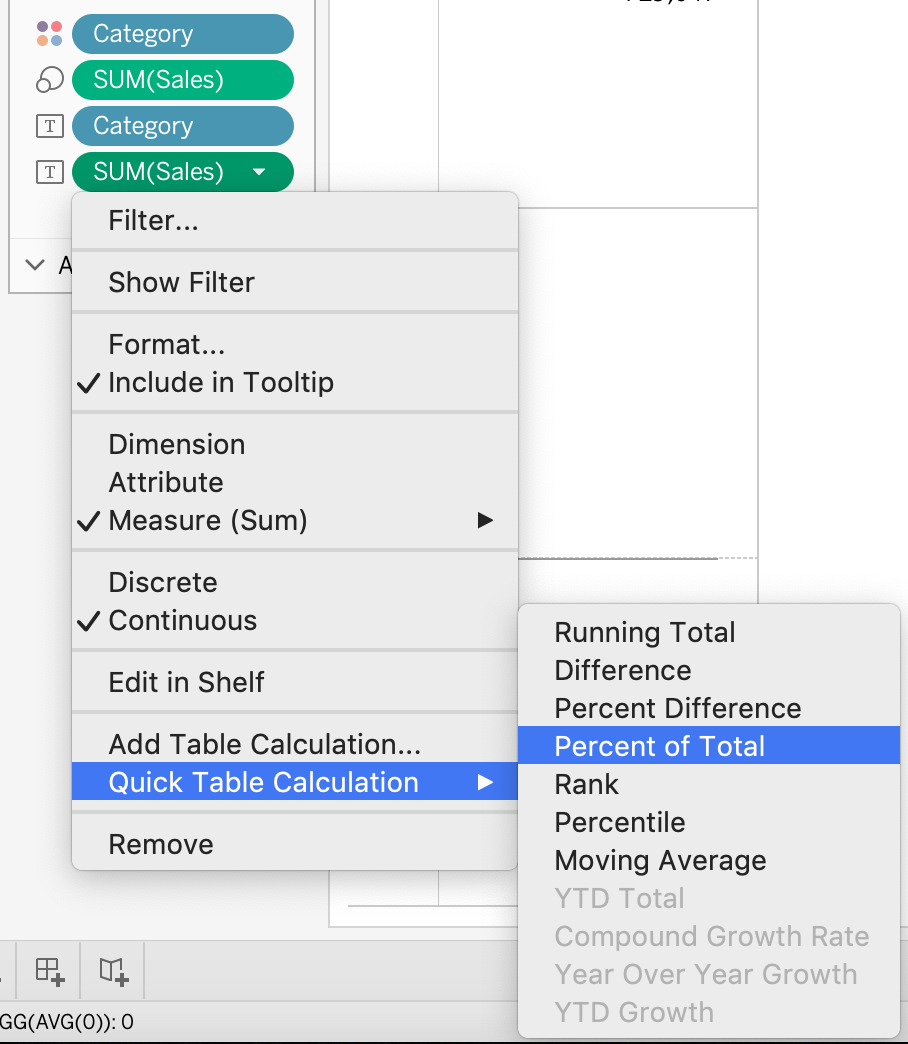 Category
SUM(Sales)
Category
T
SUM(Sales)
T
Filter...
Show Filter
A
Format...
Include in Tooltip
Dimension
Attribute
Measure (Sum)
Discrete
Continuous
Edit in Shelf
Add Table Calculation...
Quick Table Calculation
Remove
Running Total
Difference
Percent Difference
Percent of Total
Rank
Percentile
Moving Average
YTD Total
Compound Growth Rate
Year Over Year Growth
YTD Growth
GG(AVG(0)): 0